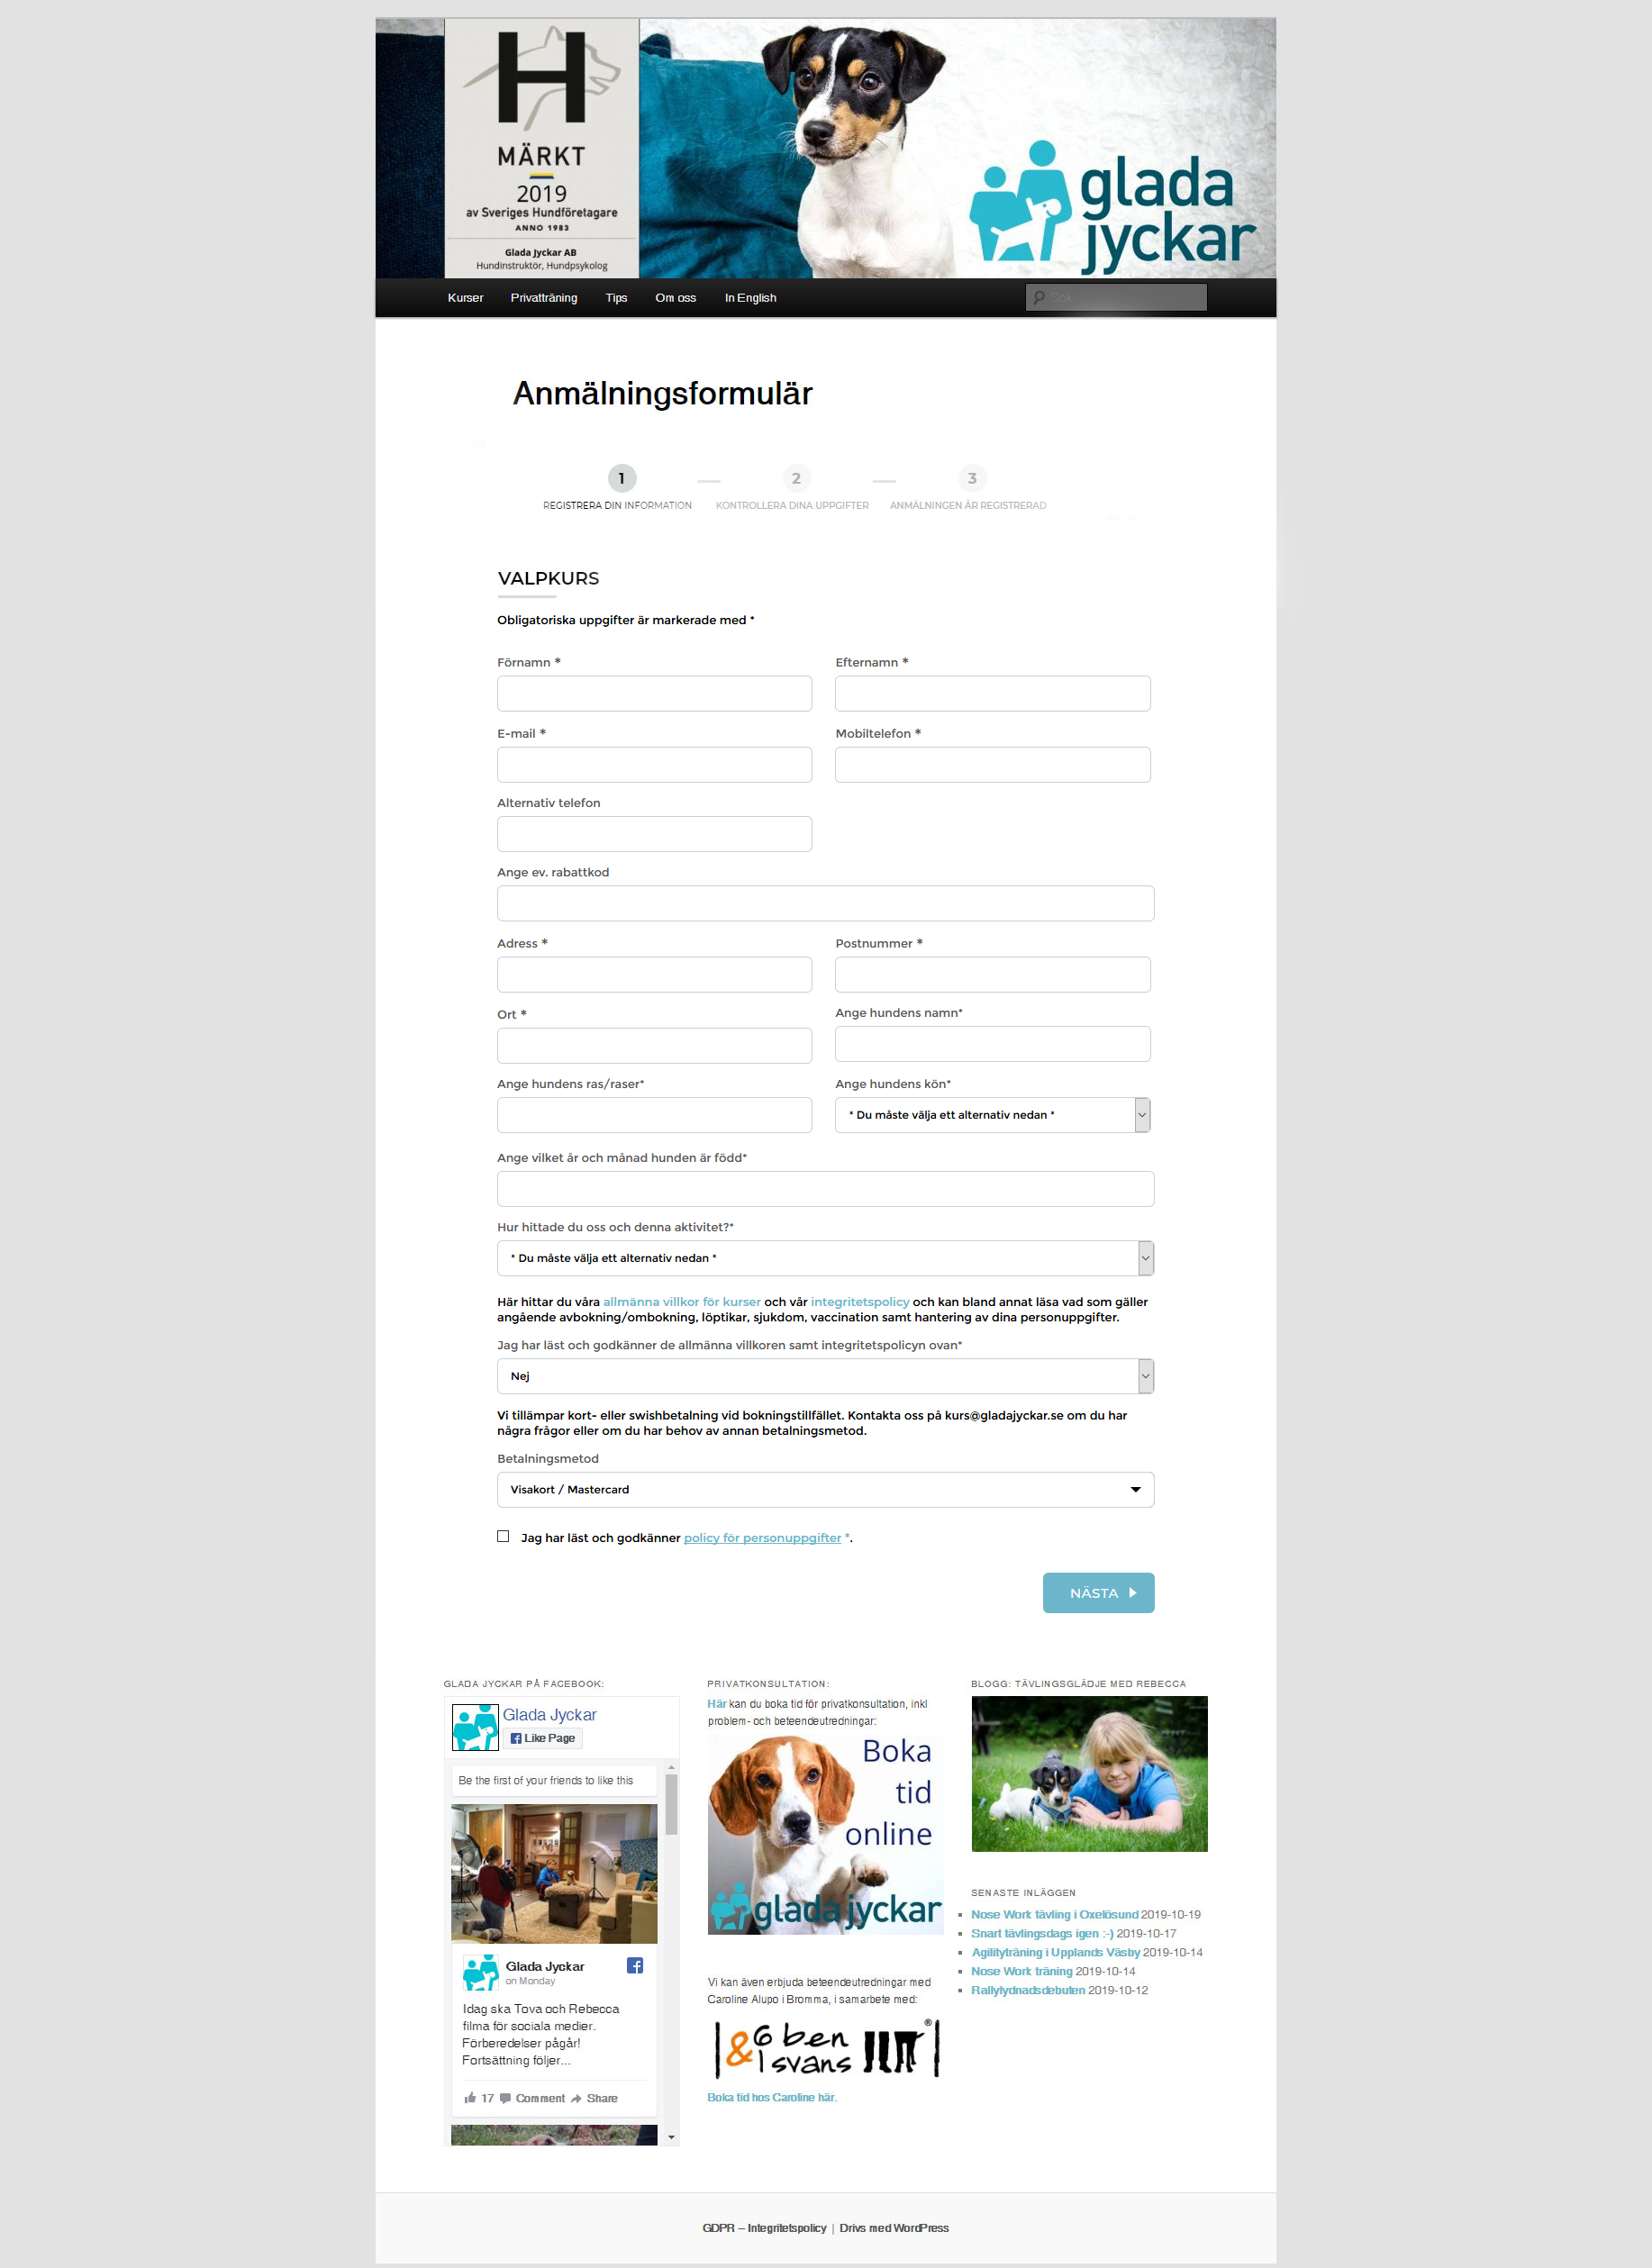 H
MÄRKT
2019
av Sveriges Hundföretagare
ANNO 1983
Glada Jyckar AB
Hundinstruktör, Hundpsykolog
glada
jyckar
Kurser Privatträning Tips Om oss In English Sök
Anmälningsformulär
1 2 3
REGISTRERA DIN INFORMATION KONTROLLERA DINA UPPGIFTER ANMÄLNINGEN ÄR REGISTRERAD
VALPKURS
Obligatoriska uppgifter är markerade med *
Förnamn * Efternamn *
E-mail * Mobiltelefon *
Alternativ telefon
Ange ev. rabattkod
Adress * Postnummer *
Ort * Ange hundens namn*
Ange hundens ras/raser* Ange hundens kön*
* Du måste välja ett alternativ nedan *
Ange vilket år och månad hunden är född*
Hur hittade du oss och denna aktivitet?*
* Du måste välja ett alternativ nedan *
Här hittar du våra allmänna villkor för kurser och vår integritetspolicy och kan bland annat läsa vad som gäller
angående avbokning/ombokning, löptikar, sjukdom, vaccination samt hantering av dina personuppgifter.
Jag har läst och godkänner de allmänna villkoren samt integritetspolicyn ovan*
Nej
Vi tillämpar kort- eller swishbetalning vid bokningstillfället. Kontakta oss på kurs@gladajyckar.se om du har
några frågor eller om du har behov av annan betalningsmetod.
Betalningsmetod
Visakort / Mastercard
Jag har läst och godkänner policy för personuppgifter *.
NÄSTA
GLADA JYCKAR PÅ FACEBOOK:
Glada Jyckar
Like Page
Be the first of your friends to like this
Glada Jyckar
on Monday
Idag ska Tova och Rebecca
filma för sociala medier.
Förberedelser pågår!
Fortsättning följer...
17 Comment Share
PRIVATKONSULTATION:
Här kan du boka tid för privatkonsultation, inkl
problem- och beteendeutredningar:
Boka
tid
online
glada jyckar
Vi kan även erbjuda beteendeutredningar med
Caroline Alupo i Bromma, i samarbete med:
& 6 ben
1 svans ®
Boka tid hos Caroline här.
BLOGG: TÄVLINGSGLÄDJE MED REBECCA
SENASTE INLÄGGEN
Nose Work tävling i Oxelösund 2019-10-19
Snart tävlingsdags igen :-) 2019-10-17
Agilityträning i Upplands Väsby 2019-10-14
Nose Work träning 2019-10-14
Rallylydnadsdebuten 2019-10-12
GDPR – Integritetspolicy | Drivs med WordPress